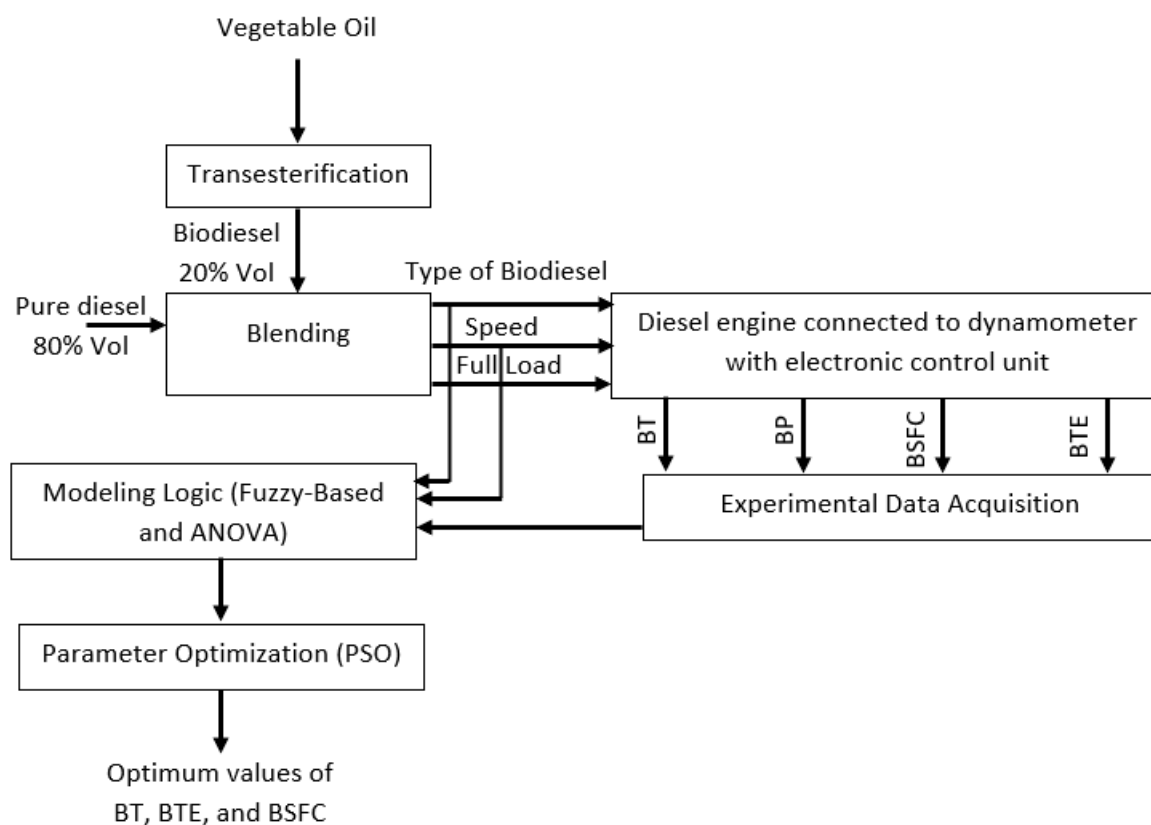 Vegetable Oil
Transesterification
Biodiesel
20% Vol
Pure diesel
80% Vol
Blending
Type of Biodiesel
Speed
Full Load
Diesel engine connected to dynamometer
with electronic control unit
BT
BP
BSFC
BTE
Experimental Data Acquisition
Modeling Logic (Fuzzy-Based
and ANOVA)
Parameter Optimization (PSO)
Optimum values of
BT, BTE, and BSFC